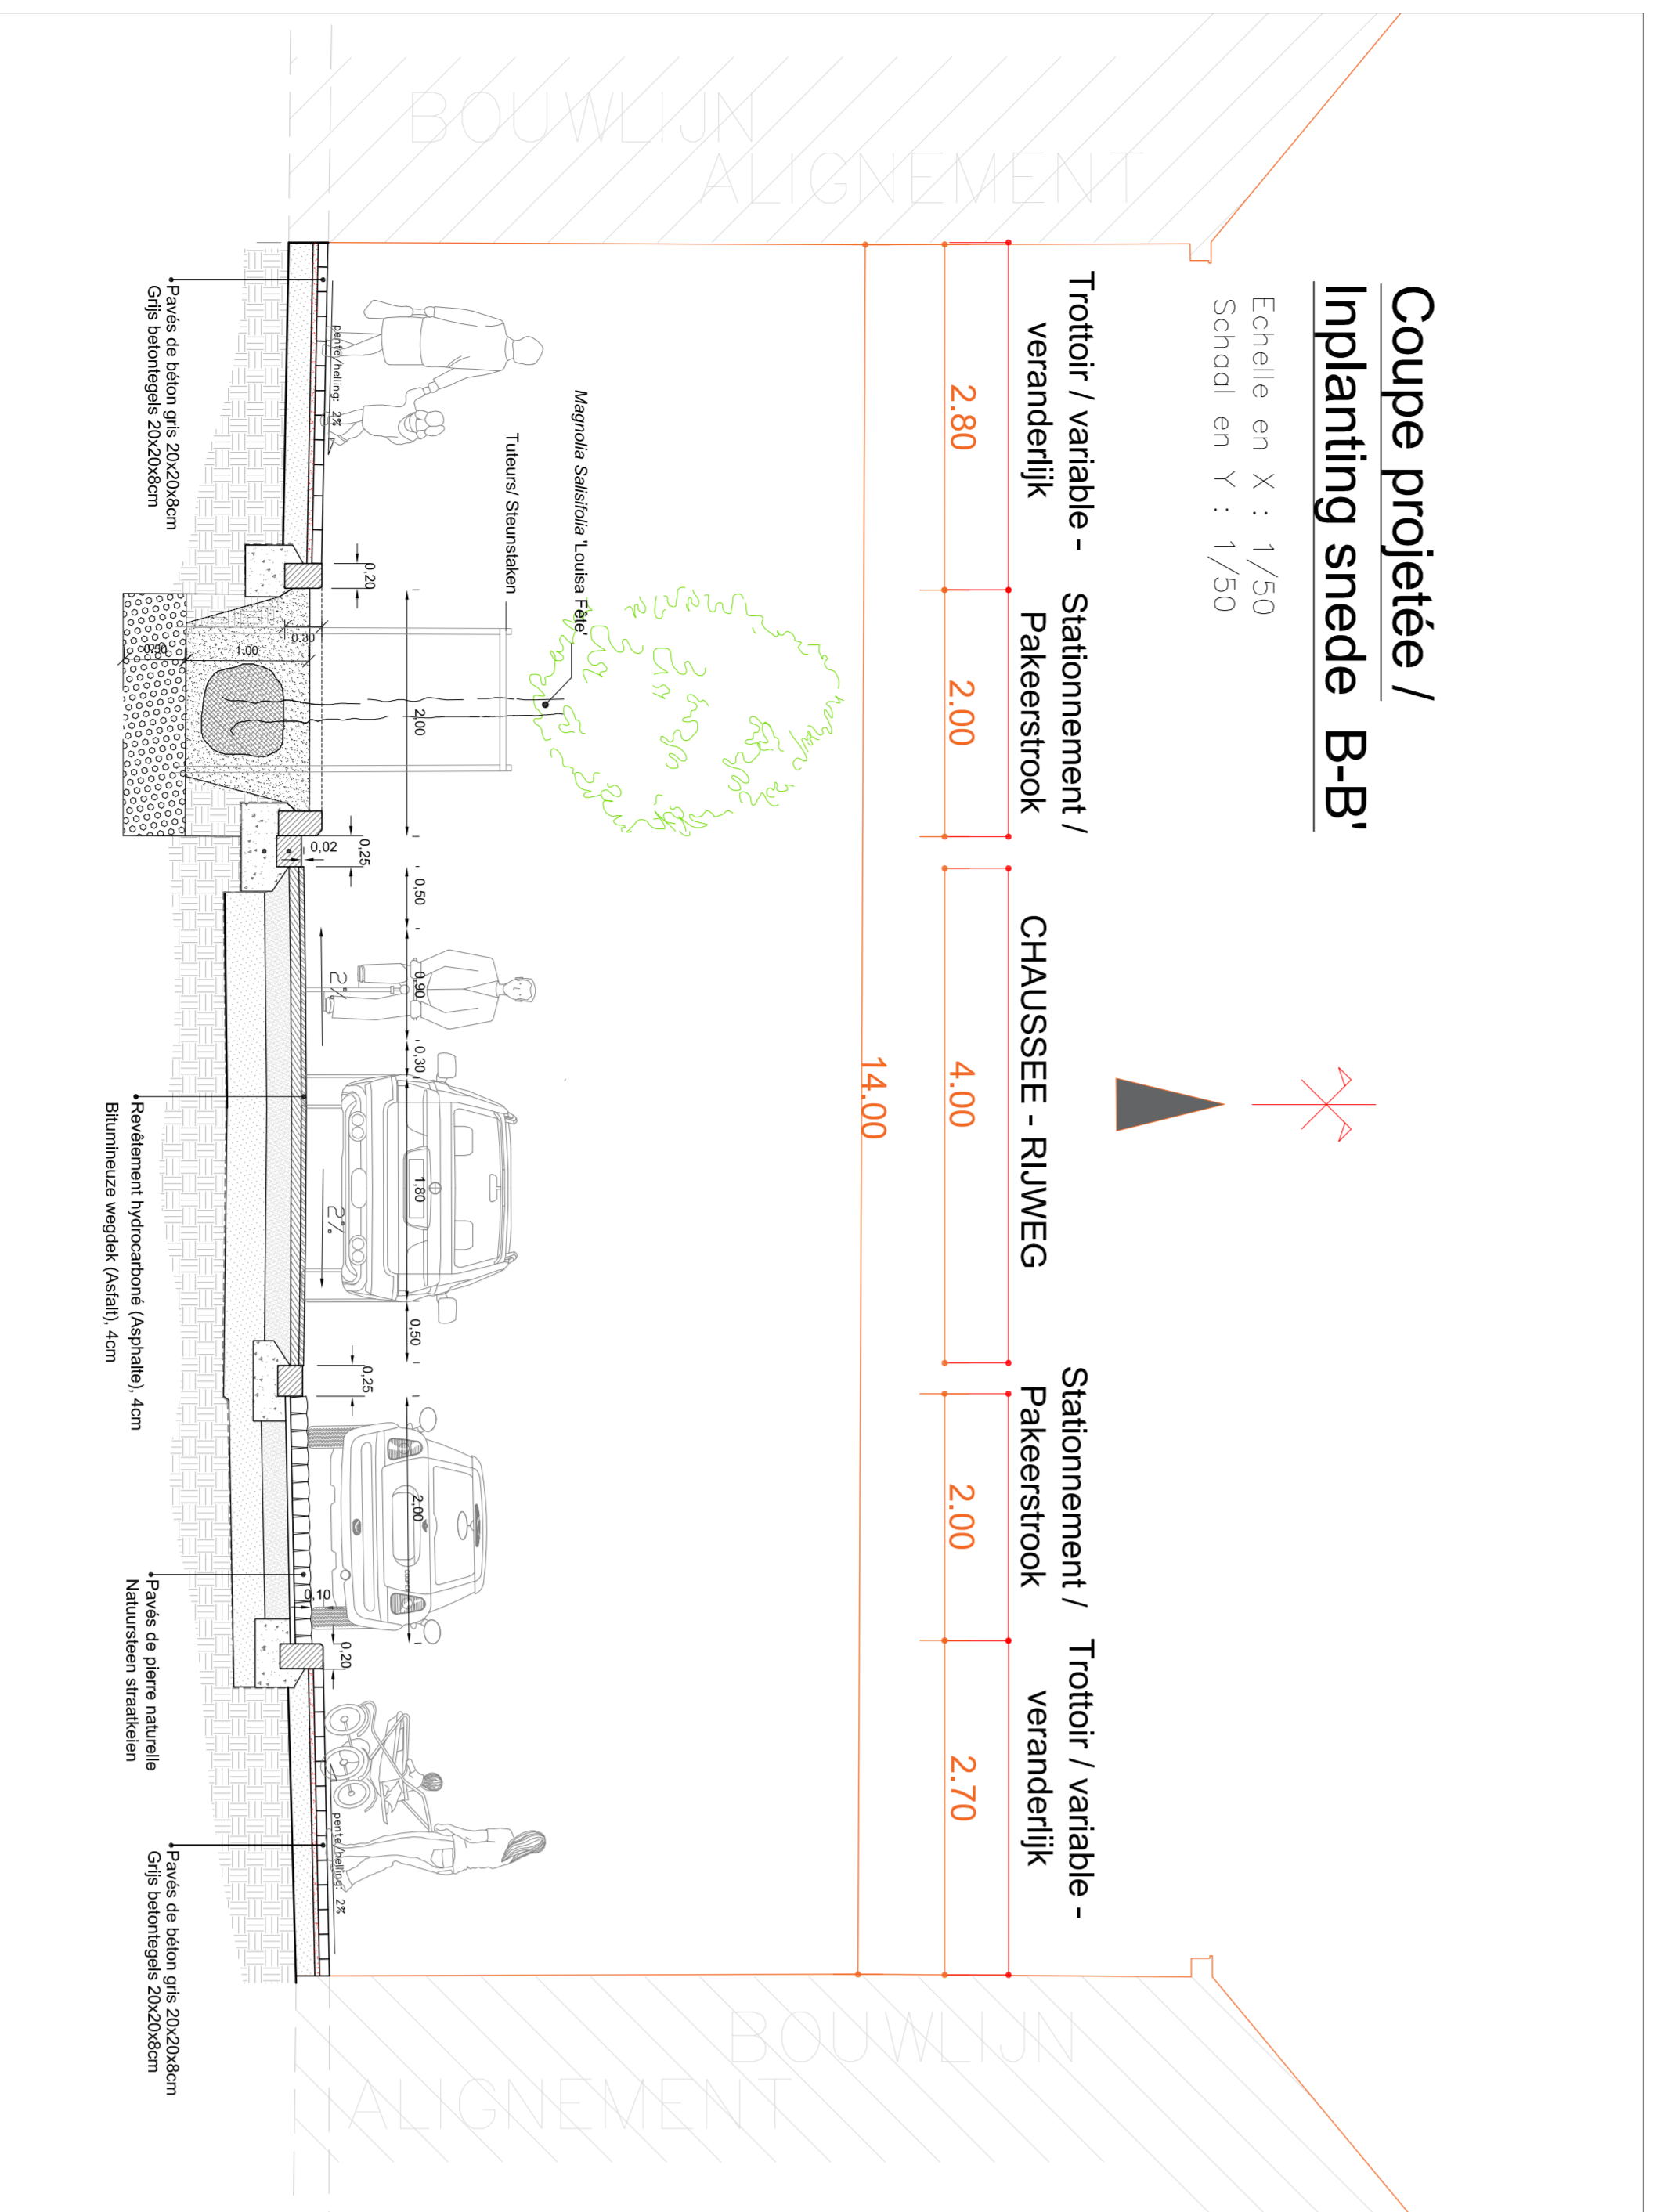 Coupe projetée /
Inplanting snede B-B'
Echelle en X : 1/50
Schaal en Y : 1/50
Trottoir / variable -
veranderlijk
Stationnement /
Pakeerstrook
CHAUSSEE - RIJWEG
Stationnement /
Pakeerstrook
Trottoir / variable -
veranderlijk
2.80
2.00
4.00
2.00
2.70
14.00
BOUWLIJN
ALIGNEMENT
BOUWLIJN
ALIGNEMENT
Magnolia Salisifolia 'Louisa Fête'
Tuteurs/ Steunstaken
2,00
0,50
0,90
0,30
1,80
0,50
2,00
0,20
0,25
0,25
0,20
pente/helling: 2%
0.30
1.00
0,02
2%
2%
0,10
pente/helling: 2%
Pavés de béton gris 20x20x8cm
Grijs betontegels 20x20x8cm
Revêtement hydrocarboné (Asphalte), 4cm
Bitumineuze wegdek (Asfalt), 4cm
Pavés de pierre naturelle
Natuursteen straatkeien
Pavés de béton gris 20x20x8cm
Grijs betontegels 20x20x8cm